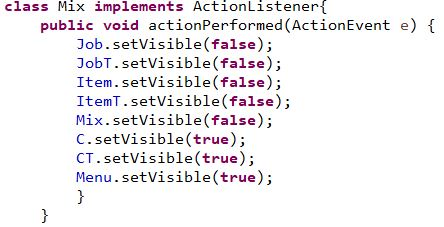 class Mix implements ActionListener{
public void actionPerformed(ActionEvent e) {
Job.setVisible(false);
JobT.setVisible(false);
Item.setVisible(false);
ItemT.setVisible(false);
Mix.setVisible(false);
C.setVisible(true);
CT.setVisible(true);
Menu.setVisible(true);
}
}